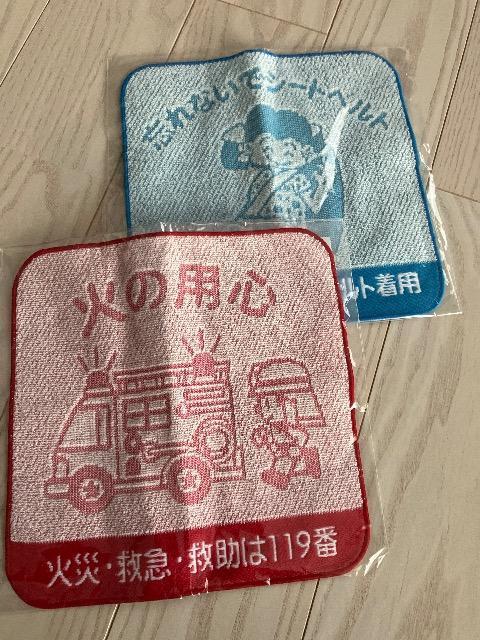 忘れないでシートベルト
ルト着用
火の用心
火災・救急・救助は119番